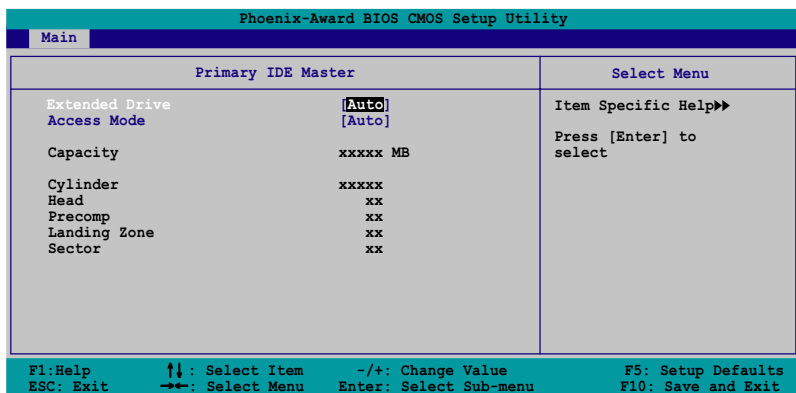 Phoenix-Award BIOS CMOS Setup Utility
Main
Primary IDE Master
Select Menu
Extended Drive [Auto]
Access Mode [Auto]
Capacity xxxxx MB
Cylinder xxxxx
Head xx
Precomp xx
Landing Zone xx
Sector xx
Item Specific Help▶▶
Press [Enter] to
select
F1:Help ↑↓: Select Item -/+: Change Value F5: Setup Defaults
ESC: Exit →←: Select Menu Enter: Select Sub-menu F10: Save and Exit